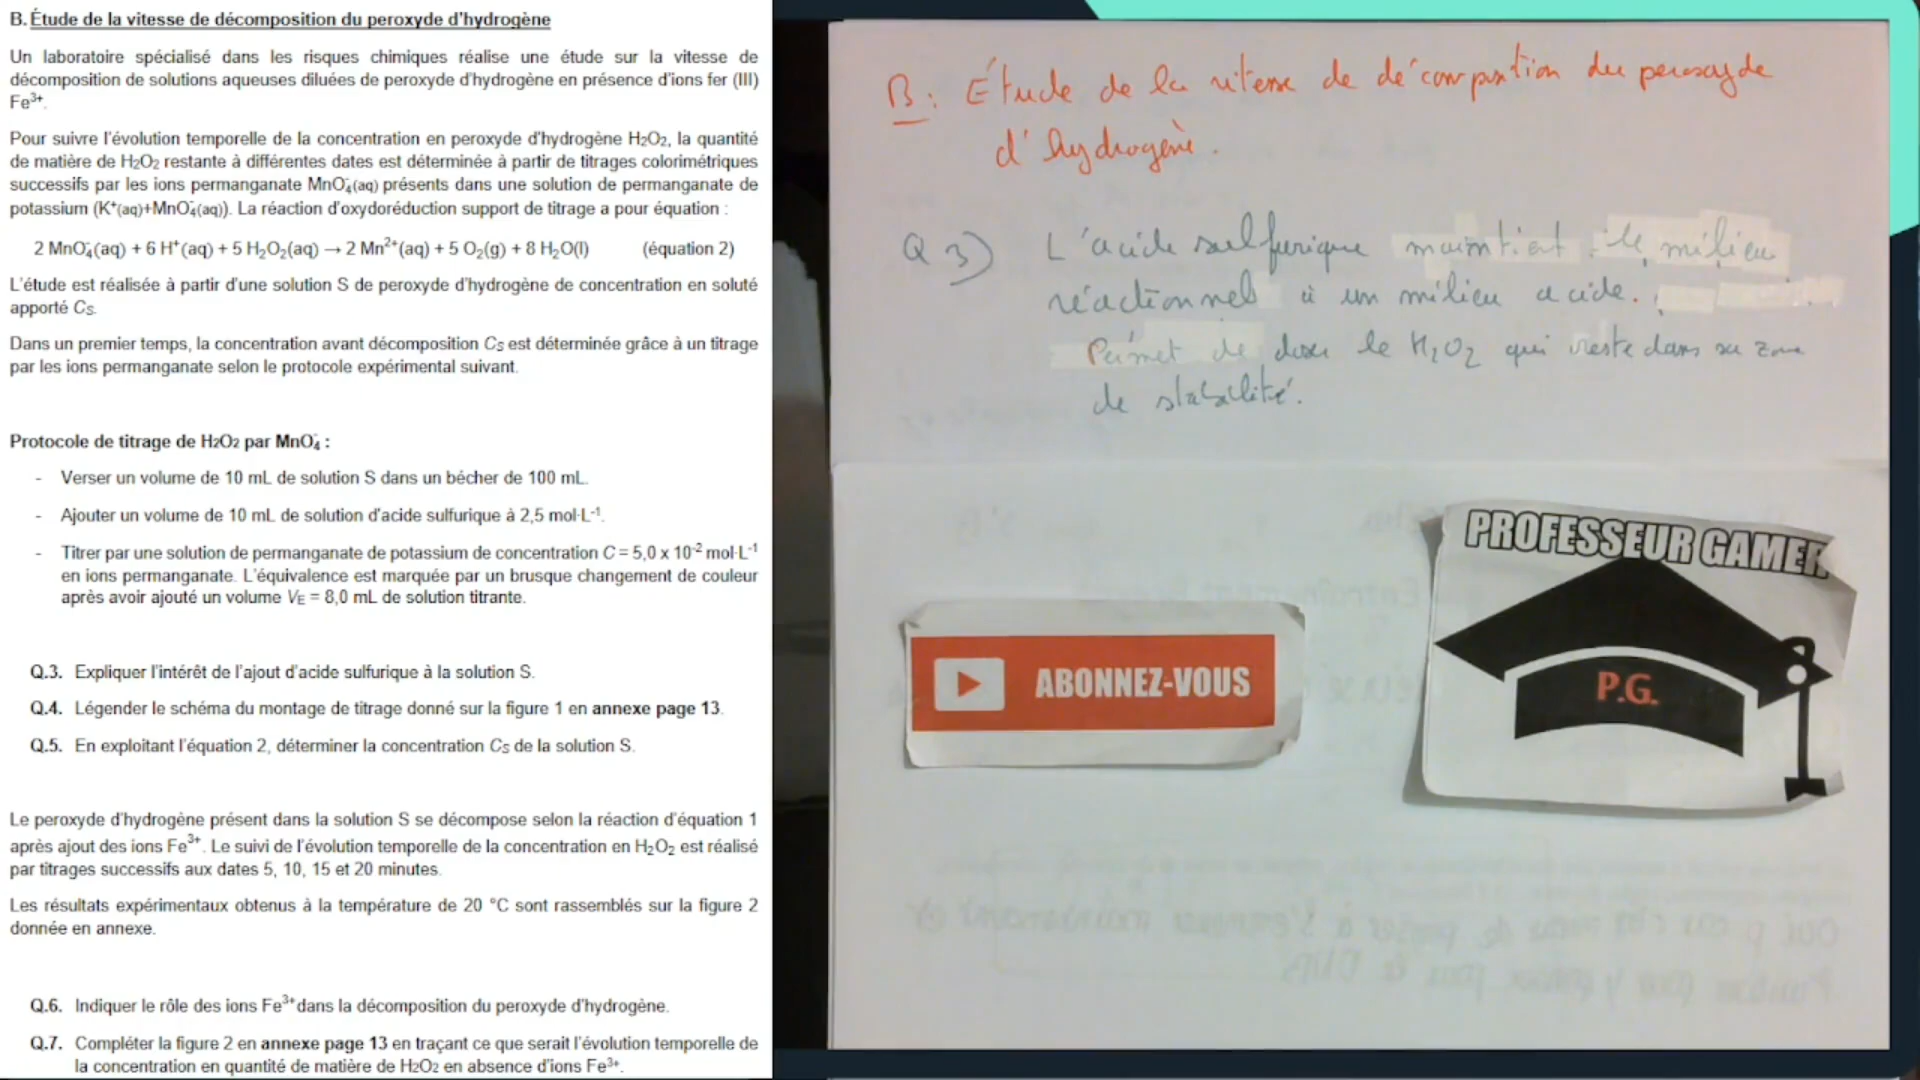 B. Étude de la vitesse de décomposition du peroxyde d'hydrogène
Un laboratoire spécialisé dans les risques chimiques réalise une étude sur la vitesse de
décomposition de solutions aqueuses diluées de peroxyde d'hydrogène en présence d'ions fer (III)
Fe³⁺.
Pour suivre l'évolution temporelle de la concentration en peroxyde d'hydrogène H₂O₂, la quantité
de matière de H₂O₂ restante à différentes dates est déterminée à partir de titrages colorimétriques
successifs par les ions permanganate MnO₄⁻(aq) présents dans une solution de permanganate de
potassium (K⁺(aq)+MnO₄⁻(aq)). La réaction d'oxydoréduction support de titrage a pour équation :
2 MnO₄⁻(aq) + 6 H⁺(aq) + 5 H₂O₂(aq) → 2 Mn²⁺(aq) + 5 O₂(g) + 8 H₂O(l) (équation 2)
L'étude est réalisée à partir d'une solution S de peroxyde d'hydrogène de concentration en soluté
apporté Cs.
Dans un premier temps, la concentration avant décomposition Cs est déterminée grâce à un titrage
par les ions permanganate selon le protocole expérimental suivant.
Protocole de titrage de H₂O₂ par MnO₄⁻ :
- Verser un volume de 10 mL de solution S dans un bécher de 100 mL.
- Ajouter un volume de 10 mL de solution d'acide sulfurique à 2,5 mol·L⁻¹.
- Titrer par une solution de permanganate de potassium de concentration C = 5,0 x 10⁻² mol·L⁻¹
en ions permanganate. L'équivalence est marquée par un brusque changement de couleur
après avoir ajouté un volume VE = 8,0 mL de solution titrante.
Q.3. Expliquer l'intérêt de l'ajout d'acide sulfurique à la solution S.
Q.4. Légender le schéma du montage de titrage donné sur la figure 1 en annexe page 13.
Q.5. En exploitant l'équation 2, déterminer la concentration Cs de la solution S.
Le peroxyde d'hydrogène présent dans la solution S se décompose selon la réaction d'équation 1
après ajout des ions Fe³⁺. Le suivi de l'évolution temporelle de la concentration en H₂O₂ est réalisé
par titrages successifs aux dates 5, 10, 15 et 20 minutes.
Les résultats expérimentaux obtenus à la température de 20 °C sont rassemblés sur la figure 2
donnée en annexe.
Q.6. Indiquer le rôle des ions Fe³⁺ dans la décomposition du peroxyde d'hydrogène.
Q.7. Compléter la figure 2 en annexe page 13 en traçant ce que serait l'évolution temporelle de
la concentration en quantité de matière de H₂O₂ en absence d'ions Fe³⁺.
B: Étude de la vitesse de décomposition du peroxyde
d'hydrogène.
Q3) L'acide sulfurique maintient le milieu
réactionnel à un milieu acide.
Permet de doser le H₂O₂ qui reste dans sa zone
de stabilité.
PROFESSEUR GAMER
ABONNEZ-VOUS
P.G.